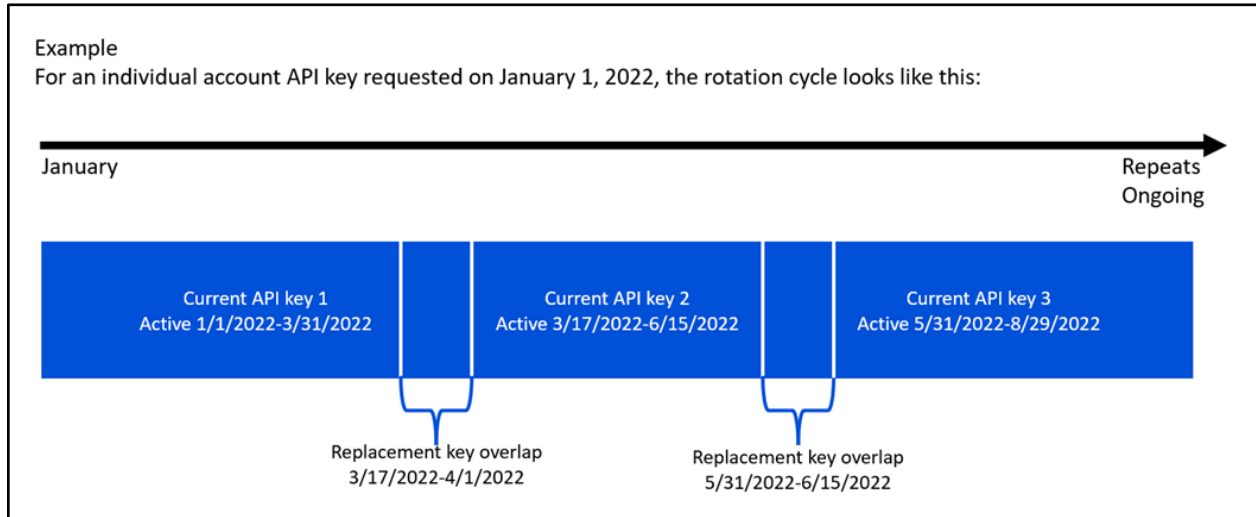 Example
For an individual account API key requested on January 1, 2022, the rotation cycle looks like this:
January
Repeats
Ongoing
Current API key 1
Active 1/1/2022-3/31/2022
Current API key 2
Active 3/17/2022-6/15/2022
Current API key 3
Active 5/31/2022-8/29/2022
Replacement key overlap
3/17/2022-4/1/2022
Replacement key overlap
5/31/2022-6/15/2022